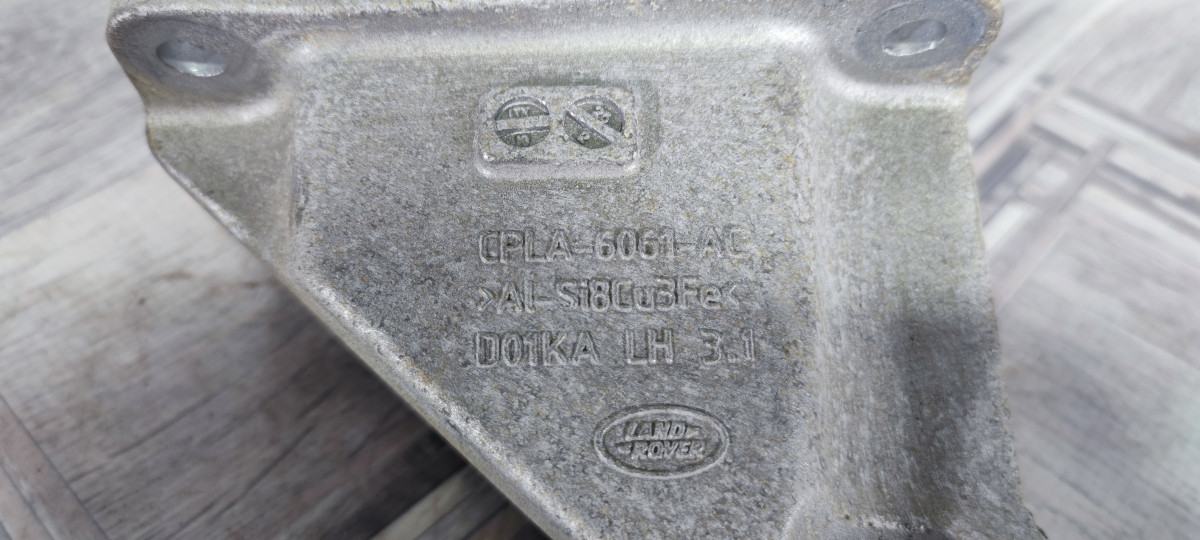 CPLA-6061-AC
>Al-Si8Cu3Fe<
D01KA LH 3.1
LAND
ROVER